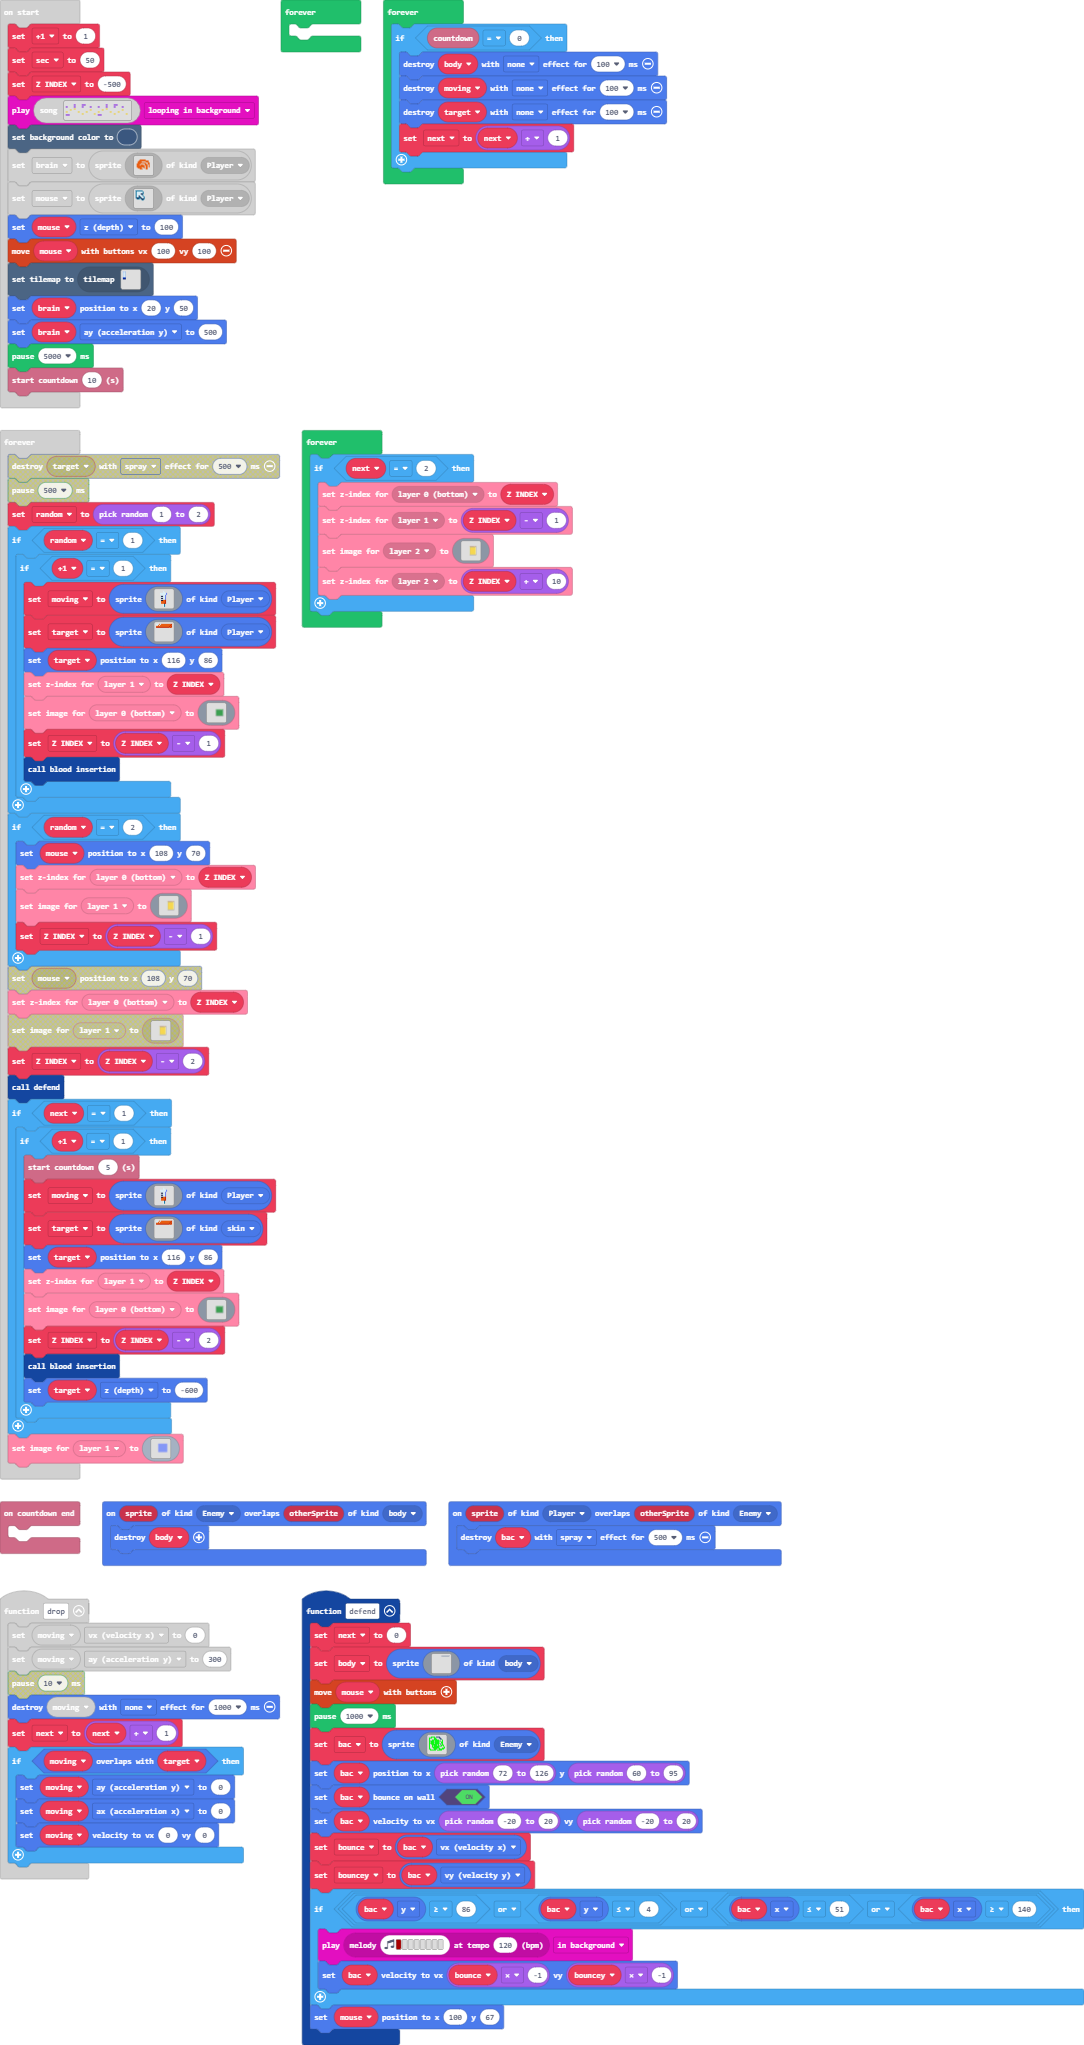 on start
set +1 to 1
set sec to 50
set Z INDEX to -500
play song looping in background
set background color to
set brain to sprite of kind Player
set mouse to sprite of kind Player
set mouse z (depth) to 100
move mouse with buttons vx 100 vy 100
set tilemap to tilemap
set brain position to x 20 y 50
set brain ay (acceleration y) to 500
pause 5000 ms
start countdown 10 (s)
forever
forever
if countdown = 0 then
destroy body with none effect for 100 ms
destroy moving with none effect for 100 ms
destroy target with none effect for 100 ms
set next to next + 1
forever
destroy target with spray effect for 500 ms
pause 500 ms
set random to pick random 1 to 2
if random = 1 then
if +1 = 1 then
set moving to sprite of kind Player
set target to sprite of kind Player
set target position to x 116 y 86
set z-index for layer 1 to Z INDEX
set image for layer 0 (bottom) to
set Z INDEX to Z INDEX - 1
call blood insertion
if random = 2 then
set mouse position to x 108 y 70
set z-index for layer 0 (bottom) to Z INDEX
set image for layer 1 to
set Z INDEX to Z INDEX - 1
set mouse position to x 108 y 70
set z-index for layer 0 (bottom) to Z INDEX
set image for layer 1 to
set Z INDEX to Z INDEX - 2
call defend
if next = 1 then
if +1 = 1 then
start countdown 5 (s)
set moving to sprite of kind Player
set target to sprite of kind skin
set target position to x 116 y 86
set z-index for layer 1 to Z INDEX
set image for layer 0 (bottom) to
set Z INDEX to Z INDEX - 2
call blood insertion
set target z (depth) to -600
set image for layer 1 to
forever
if next = 2 then
set z-index for layer 0 (bottom) to Z INDEX
set z-index for layer 1 to Z INDEX - 1
set image for layer 2 to
set z-index for layer 2 to Z INDEX + 10
on countdown end
on sprite of kind Enemy overlaps otherSprite of kind body
destroy body
on sprite of kind Player overlaps otherSprite of kind Enemy
destroy bac with spray effect for 500 ms
function drop
set moving vx (velocity x) to 0
set moving ay (acceleration y) to 300
pause 10 ms
destroy moving with none effect for 1000 ms
set next to next + 1
if moving overlaps with target then
set moving ay (acceleration y) to 0
set moving ax (acceleration x) to 0
set moving velocity to vx 0 vy 0
function defend
set next to 0
set body to sprite of kind body
move mouse with buttons
pause 1000 ms
set bac to sprite of kind Enemy
set bac position to x pick random 72 to 126 y pick random 60 to 95
set bac bounce on wall ON
set bac velocity to vx pick random -20 to 20 vy pick random -20 to 20
set bounce to bac vx (velocity x)
set bouncey to bac vy (velocity y)
if bac y ≥ 86 or bac y ≤ 4 or bac x ≤ 51 or bac x ≥ 140 then
play melody at tempo 120 (bpm) in background
set bac velocity to vx bounce × -1 vy bouncey × -1
set mouse position to x 100 y 67